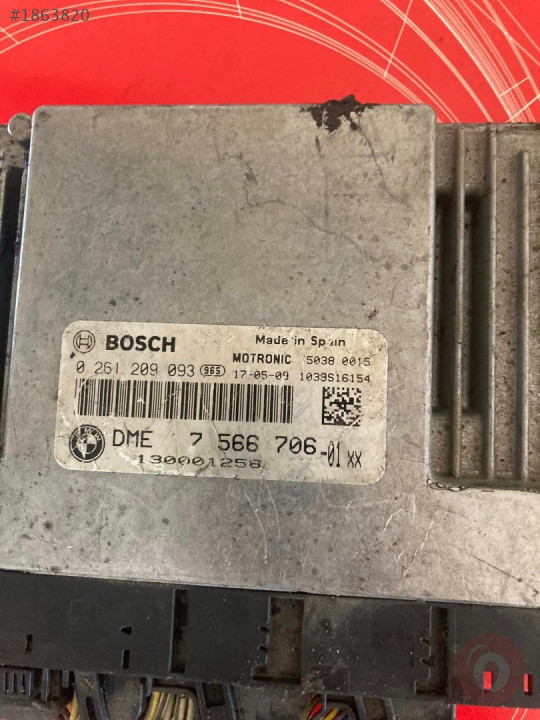 #1863820
BOSCH Made in Spain
MOTRONIC 5038 0015
0 261 209 093 965 17-05-09 1039S16154
DME 7 566 706-01 XX
130001258